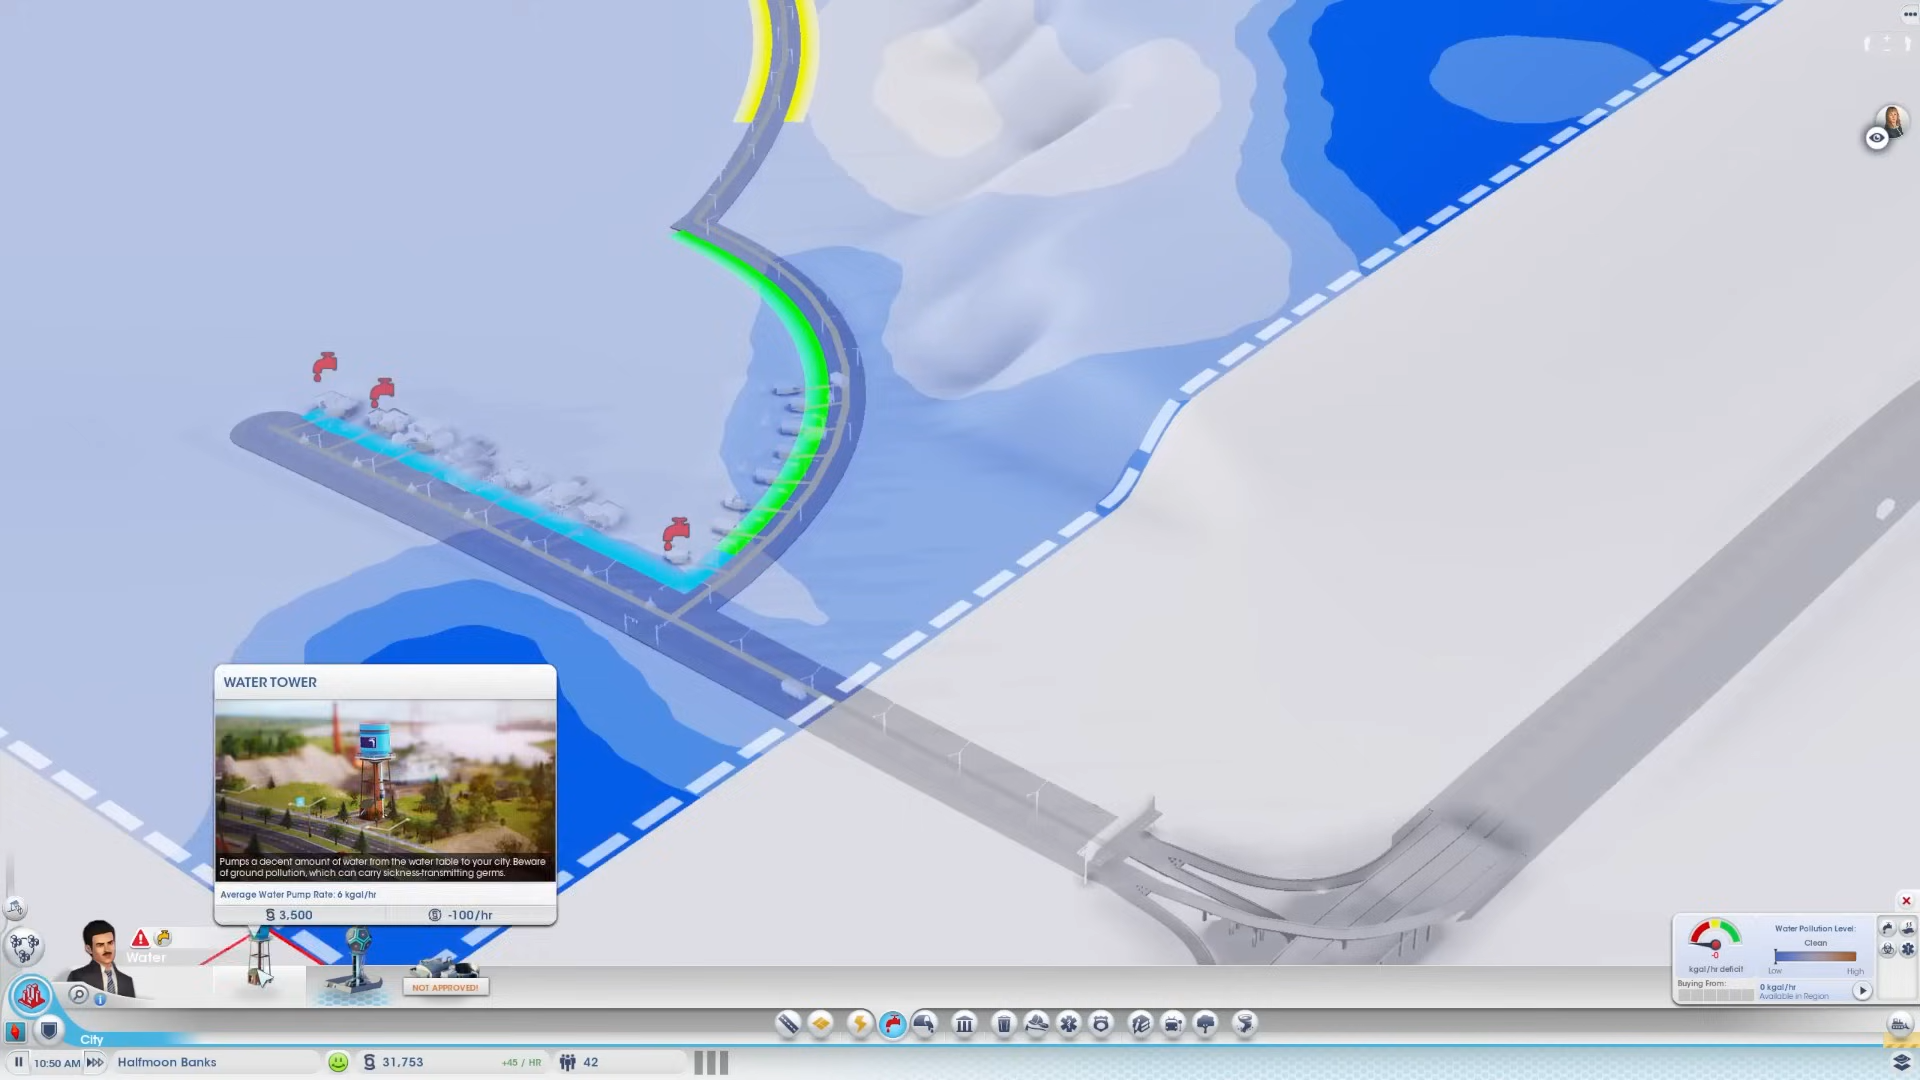 WATER TOWER
Pumps a decent amount of water from the water table to your city. Beware
of ground pollution, which can carry sickness-transmitting germs.
Average Water Pump Rate: 6 kgal/hr
3,500
-100/hr
Water
NOT APPROVED!
Water Pollution Level:
Clean
Low
High
-0
kgal/hr deficit
Buying From:
0 kgal/hr
Available in Region
City
10:50 AM
Halfmoon Banks
31,753
+45 / HR
42